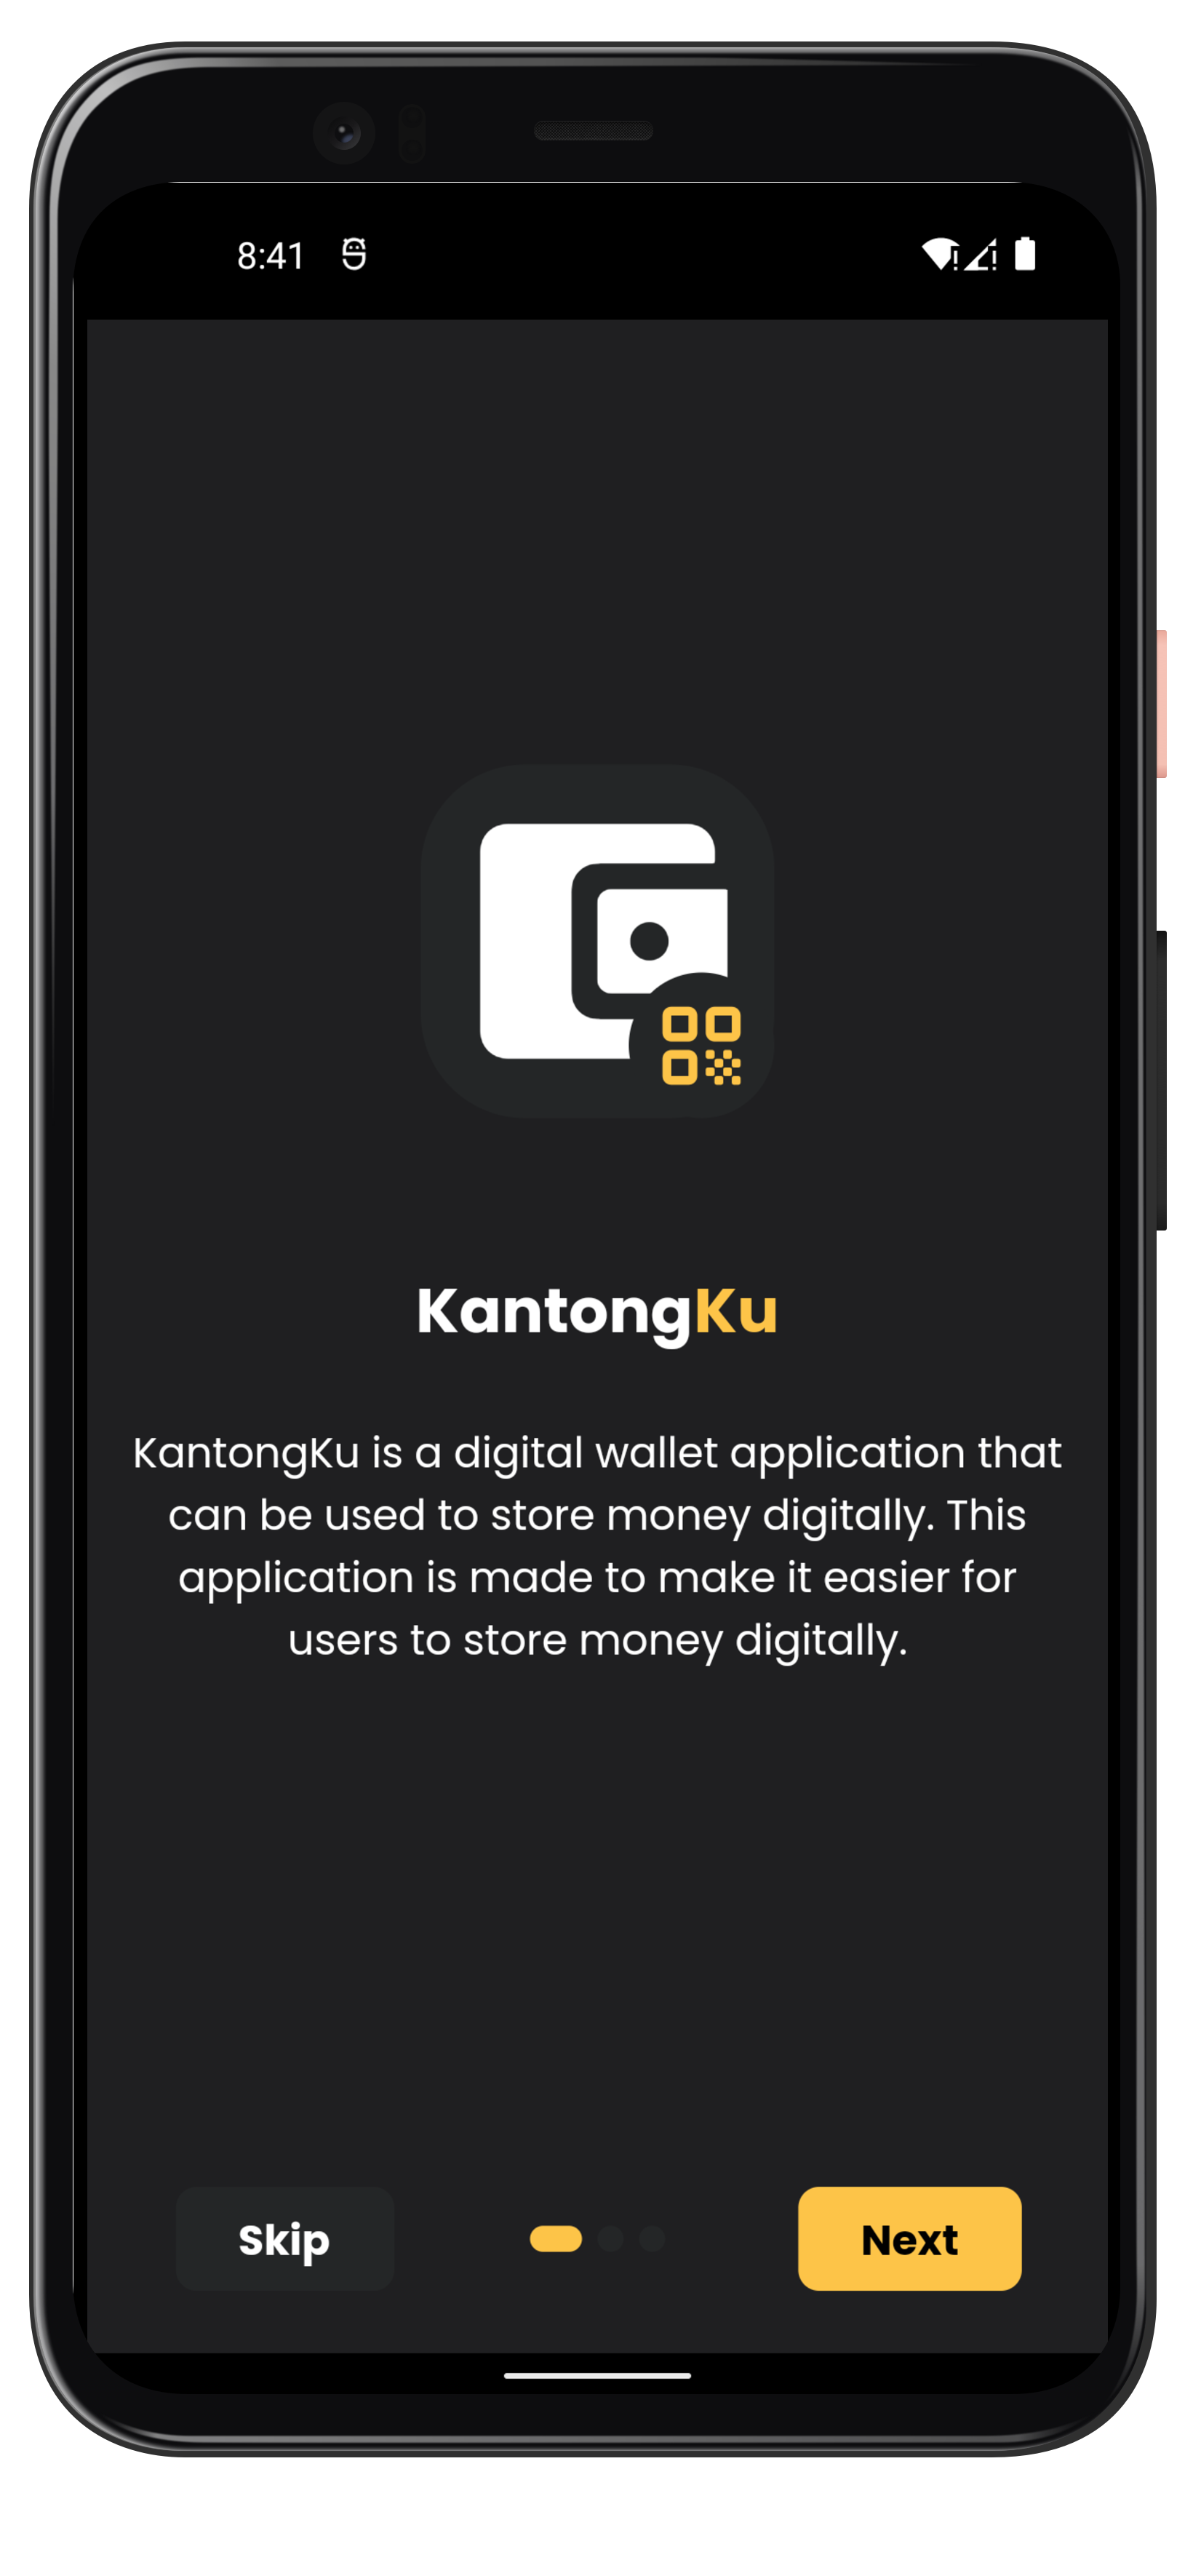 8:41
KantongKu
KantongKu is a digital wallet application that
can be used to store money digitally. This
application is made to make it easier for
users to store money digitally.
Skip
Next